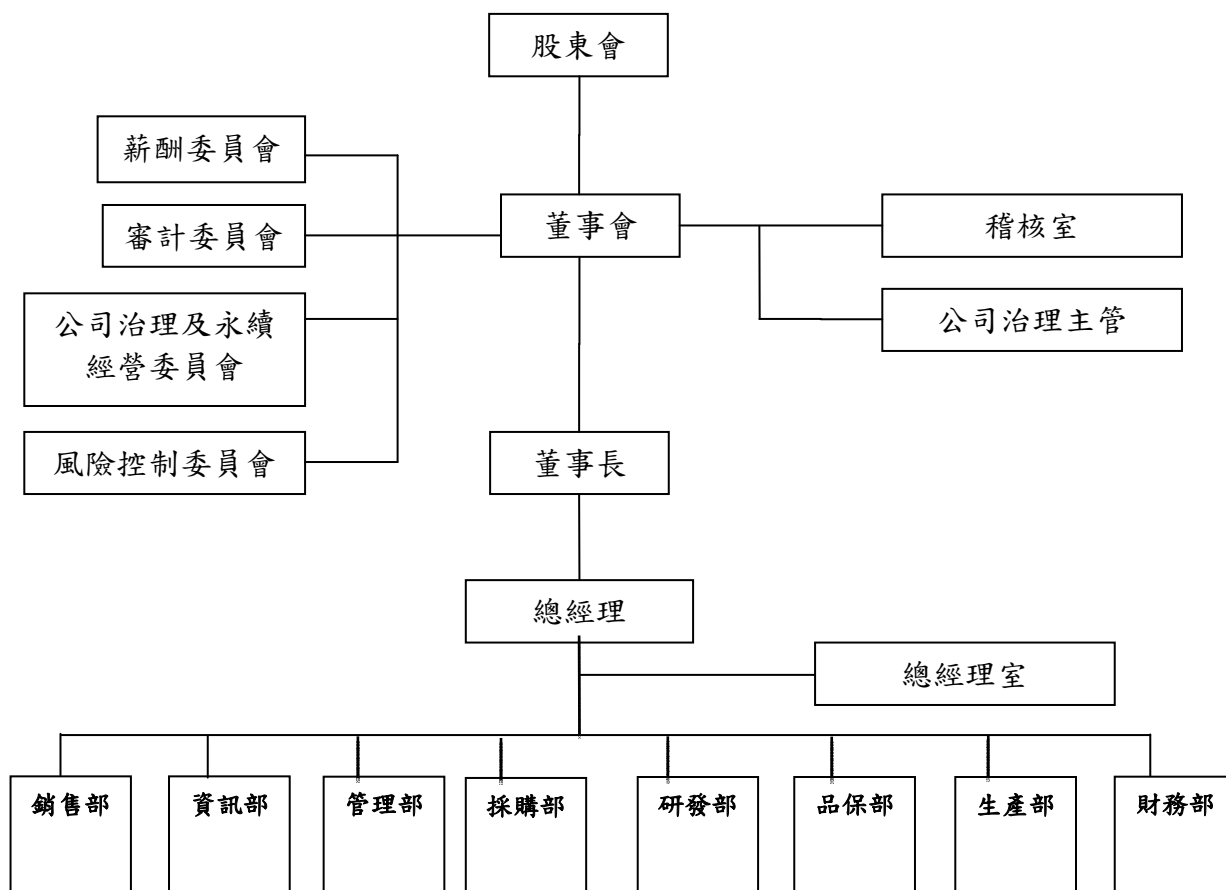 股東會
薪酬委員會
審計委員會
董事會
稽核室
公司治理及永續
經營委員會
公司治理主管
風險控制委員會
董事長
總經理
總經理室
銷售部
資訊部
管理部
採購部
研發部
品保部
生產部
財務部